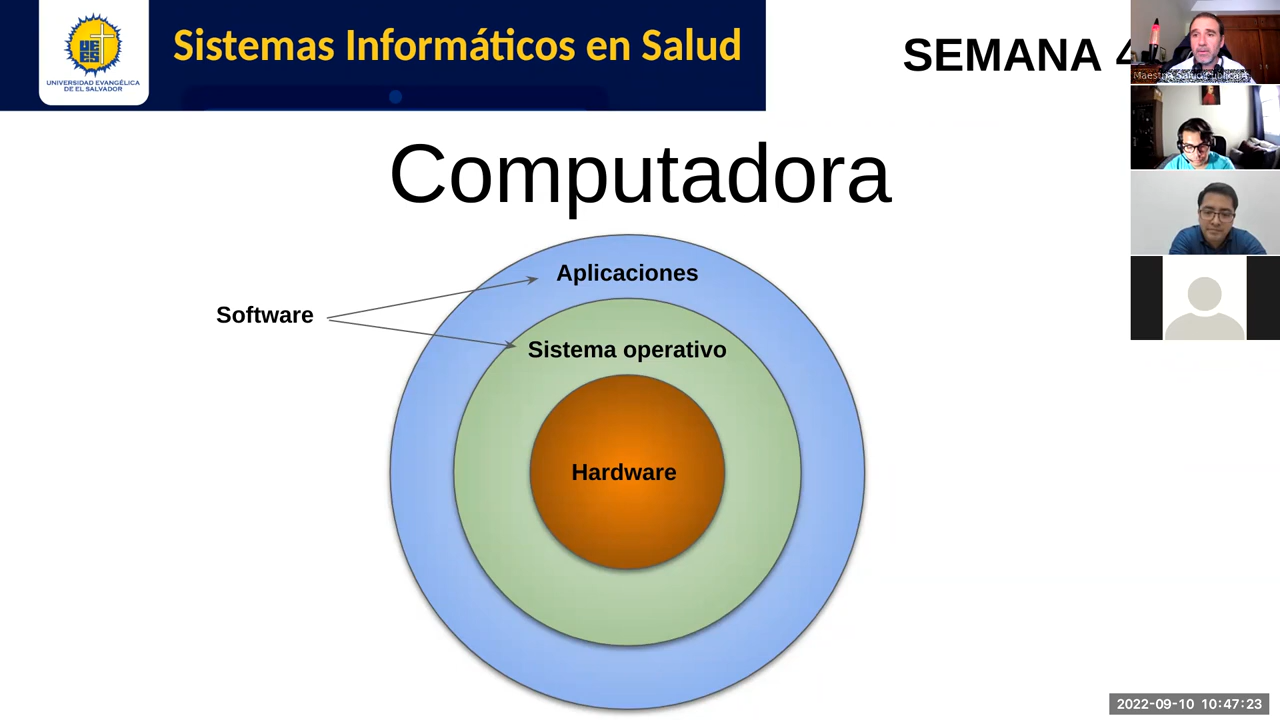 Sistemas Informáticos en Salud
SEMANA 4
UNIVERSIDAD EVANGÉLICA
DE EL SALVADOR
Computadora
Aplicaciones
Software
Sistema operativo
Hardware
2022-09-10 10:47:23